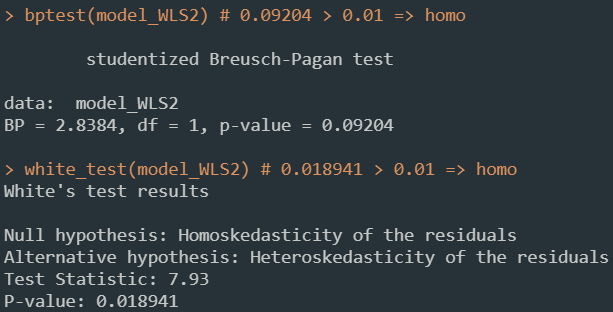 > bptest(model_WLS2) # 0.09204 > 0.01 => homo
studentized Breusch-Pagan test
data:  model_WLS2
BP = 2.8384, df = 1, p-value = 0.09204
> white_test(model_WLS2) # 0.018941 > 0.01 => homo
White's test results
Null hypothesis: Homoskedasticity of the residuals
Alternative hypothesis: Heteroskedasticity of the residuals
Test Statistic: 7.93
P-value: 0.018941